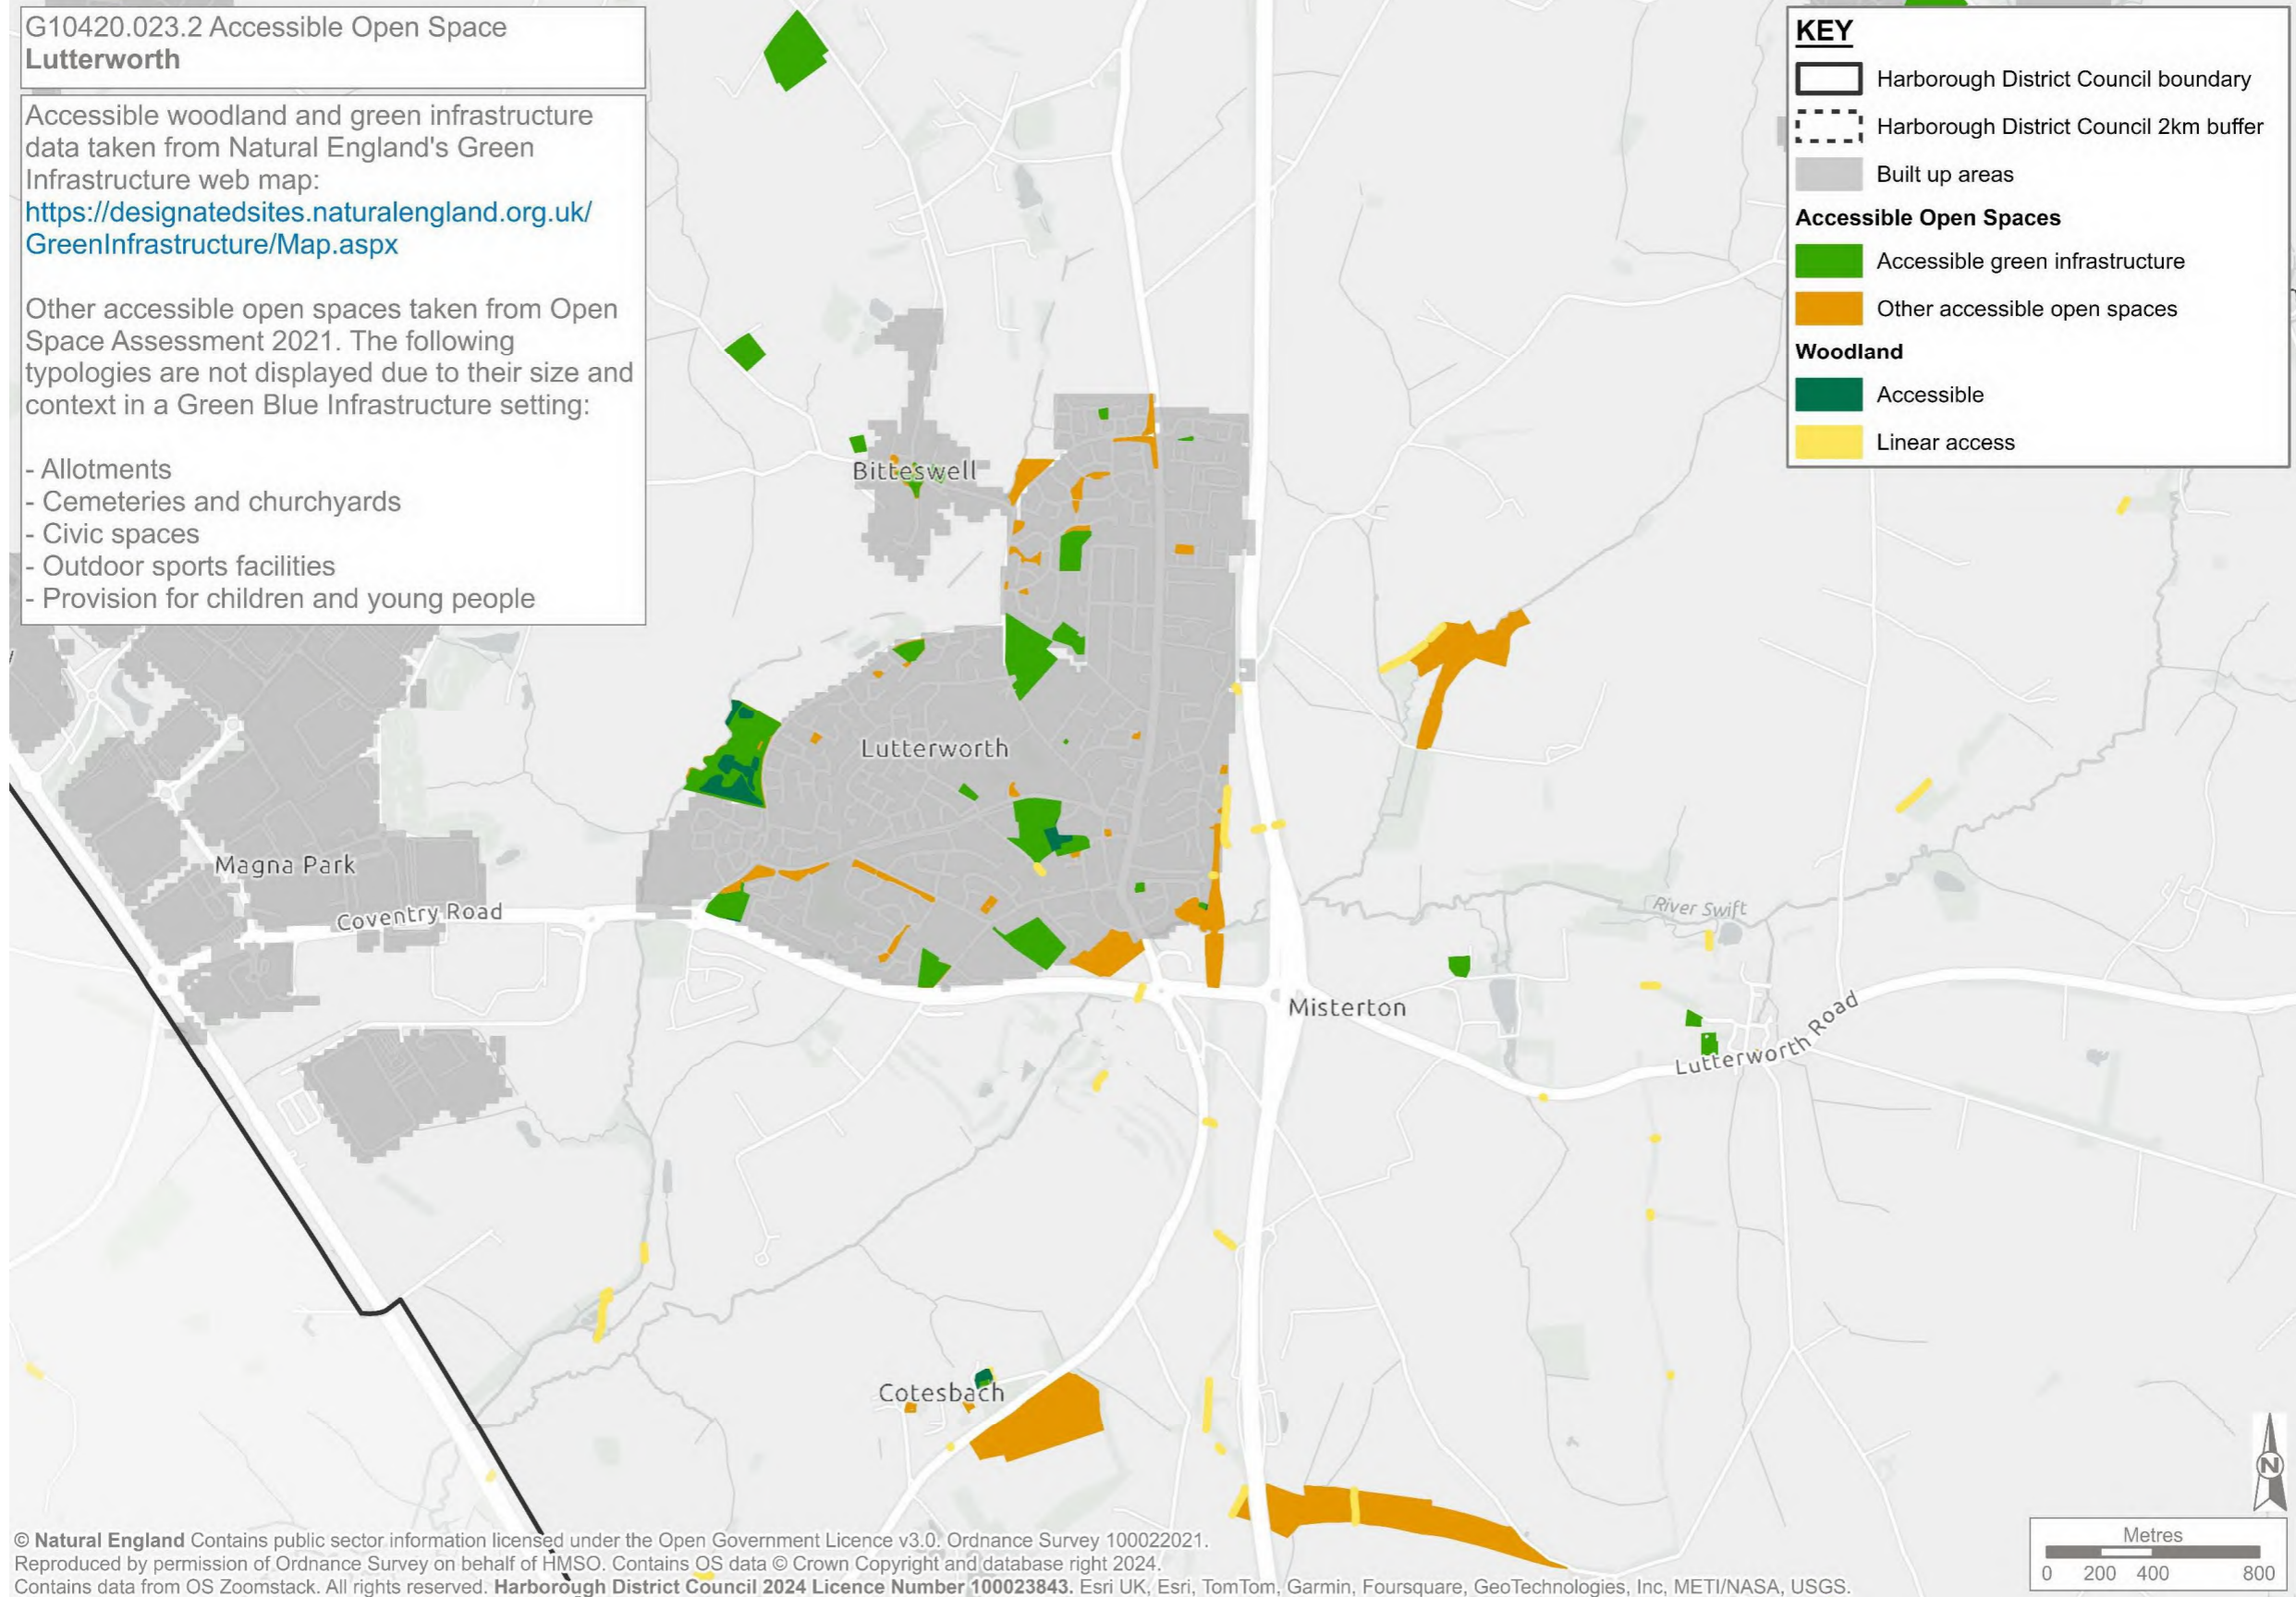 G10420.023.2 Accessible Open Space
Lutterworth
Accessible woodland and green infrastructure
data taken from Natural England's Green
Infrastructure web map:
https://designatedsites.naturalengland.org.uk/
GreenInfrastructure/Map.aspx
Other accessible open spaces taken from Open
Space Assessment 2021. The following
typologies are not displayed due to their size and
context in a Green Blue Infrastructure setting:
- Allotments
- Cemeteries and churchyards
- Civic spaces
- Outdoor sports facilities
- Provision for children and young people
KEY
Harborough District Council boundary
Harborough District Council 2km buffer
Built up areas
Accessible Open Spaces
Accessible green infrastructure
Other accessible open spaces
Woodland
Accessible
Linear access
Bitteswell
Lutterworth
Magna Park
Coventry Road
River Swift
Misterton
Lutterworth Road
Cotesbach
N
Metres
0 200 400 800
© Natural England Contains public sector information licensed under the Open Government Licence v3.0. Ordnance Survey 100022021.
Reproduced by permission of Ordnance Survey on behalf of HMSO. Contains OS data © Crown Copyright and database right 2024.
Contains data from OS Zoomstack. All rights reserved. Harborough District Council 2024 Licence Number 100023843. Esri UK, Esri, TomTom, Garmin, Foursquare, GeoTechnologies, Inc, METI/NASA, USGS.